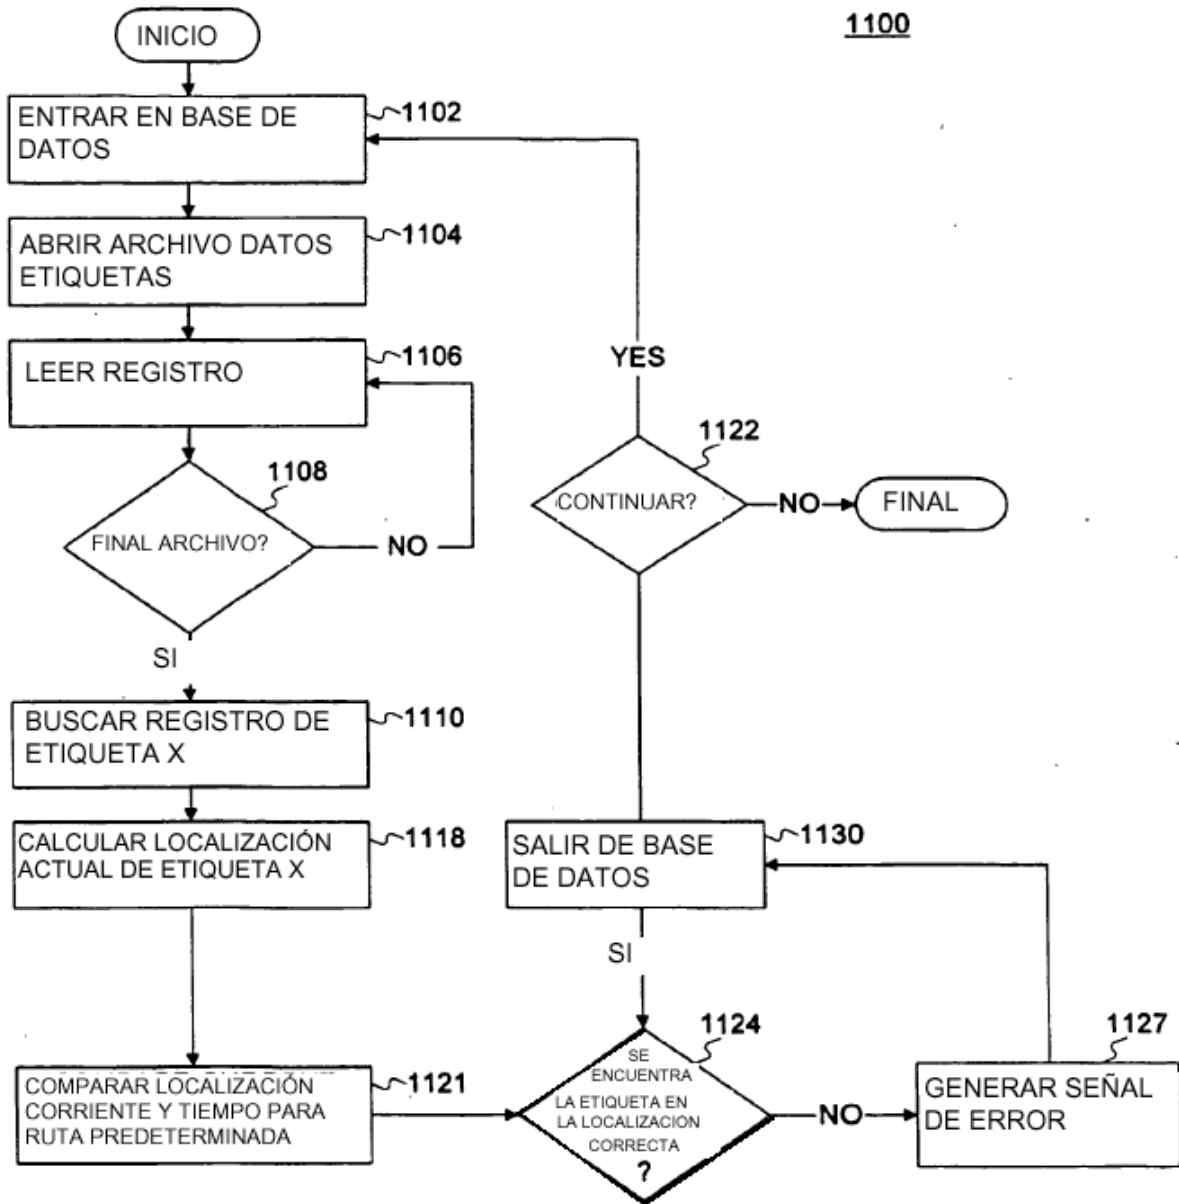 1100
INICIO
ENTRAR EN BASE DE
DATOS
1102
ABRIR ARCHIVO DATOS
ETIQUETAS
1104
LEER REGISTRO
1106
FINAL ARCHIVO?
1108
NO
SI
BUSCAR REGISTRO DE
ETIQUETA X
1110
CALCULAR LOCALIZACIÓN
ACTUAL DE ETIQUETA X
1118
COMPARAR LOCALIZACIÓN
CORRIENTE Y TIEMPO PARA
RUTA PREDETERMINADA
1121
YES
CONTINUAR?
1122
NO
FINAL
SALIR DE BASE
DE DATOS
1130
SI
SE
ENCUENTRA
LA ETIQUETA EN
LA LOCALIZACION
CORRECTA
?
1124
NO
GENERAR SEÑAL
DE ERROR
1127